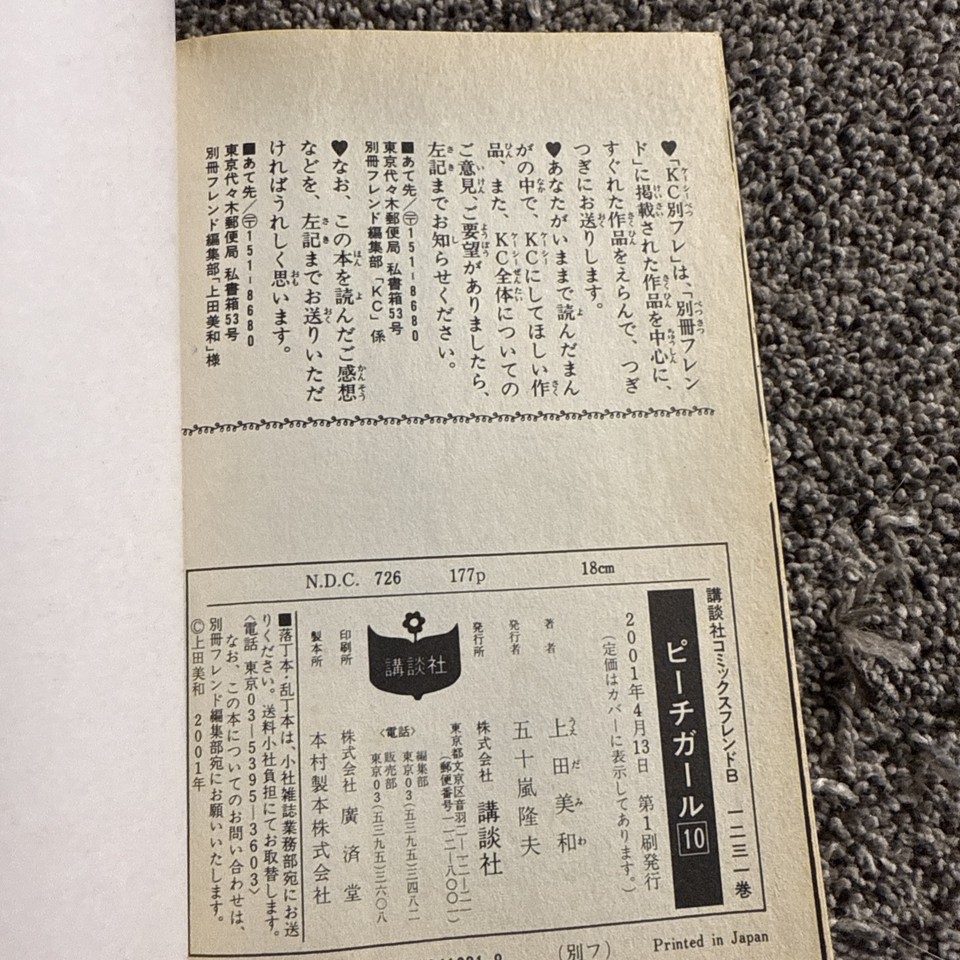 ♥「KC別フレ」は、「別冊フレン
ド」に掲載された作品を中心に、
すぐれた作品をえらんで、つぎ
つぎにお送りします。
♥あなたがいままで読んだまん
がの中で、KCにしてほしい作
品、また、KC全体についての
ご意見、ご要望がありましたら、
左記までお知らせください。
■あて先／〒151-8680
東京代々木郵便局 私書箱53号
別冊フレンド編集部「KC」係
♥なお、この本を読んだご感想
などを、左記までお送りいただ
ければうれしく思います。
■あて先／〒151-8680
東京代々木郵便局 私書箱53号
別冊フレンド編集部「上田美和」様
N.D.C. 726 177p 18cm
講談社コミックスフレンドB 一二三一巻
ピーチガール 10
2001年4月13日 第1刷発行
(定価はカバーに表示してあります。)
著者 上田美和
発行者 五十嵐隆夫
発行所 株式会社 講談社
東京都文京区音羽二-一二-二一
(郵便番号一一二-八〇〇一)
〈電話〉 編集部 東京03(五三九五)三四八二
販売部 東京03(五三九五)三六〇八
講談社
印刷所 株式会社 廣済堂
製本所 本村製本株式会社
■落丁本・乱丁本は、小社雑誌業務部宛にお送
りください。送料小社負担にてお取替します。
〈電話 東京03-5395-3603〉
なお、この本についてのお問い合わせは、
別冊フレンド編集部宛にお願いいたします。
©上田美和 2001年
(別フ)
Printed in Japan